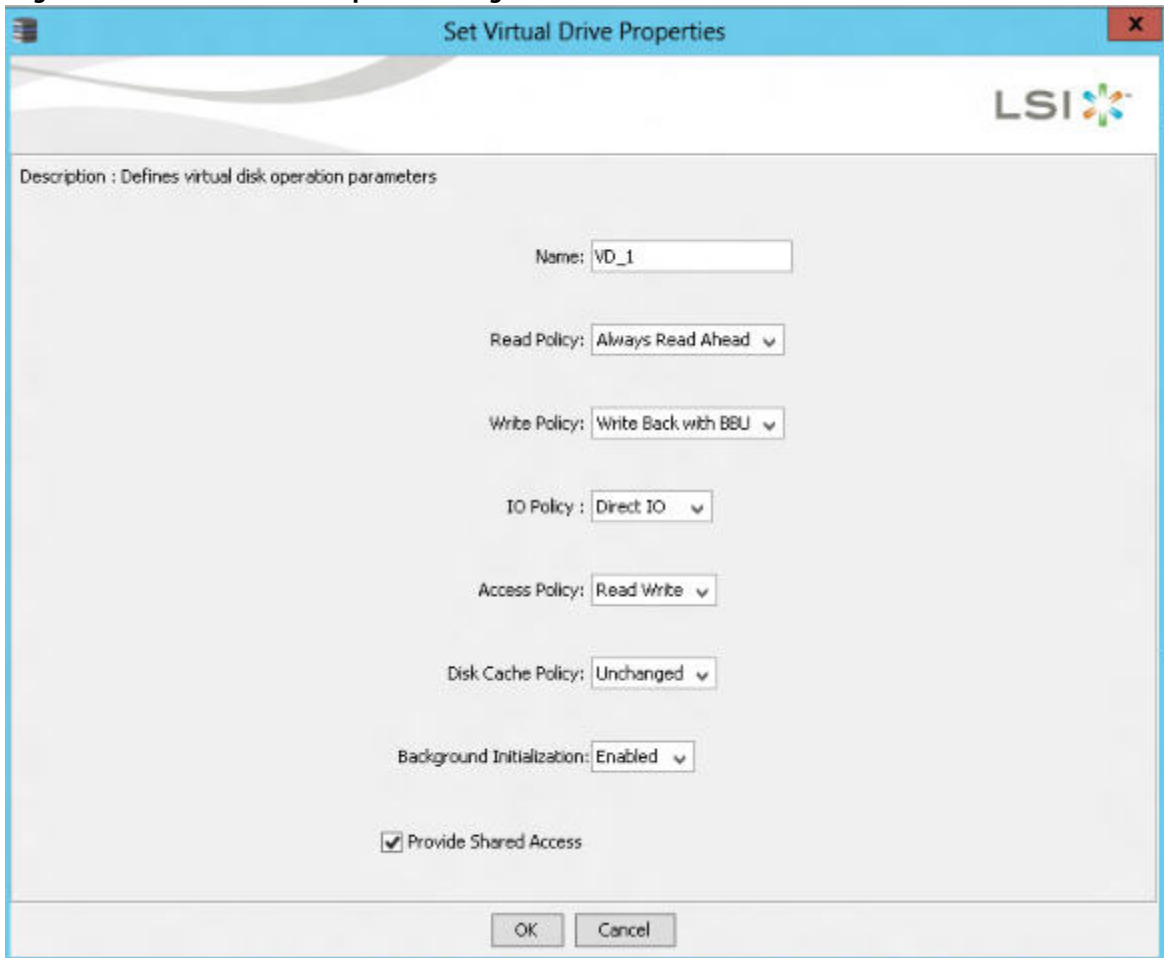 Set Virtual Drive Properties
x
LSI
Description : Defines virtual disk operation parameters
Name: VD_1
Read Policy: Always Read Ahead
Write Policy: Write Back with BBU
IO Policy : Direct IO
Access Policy: Read Write
Disk Cache Policy: Unchanged
Background Initialization: Enabled
Provide Shared Access
OK Cancel